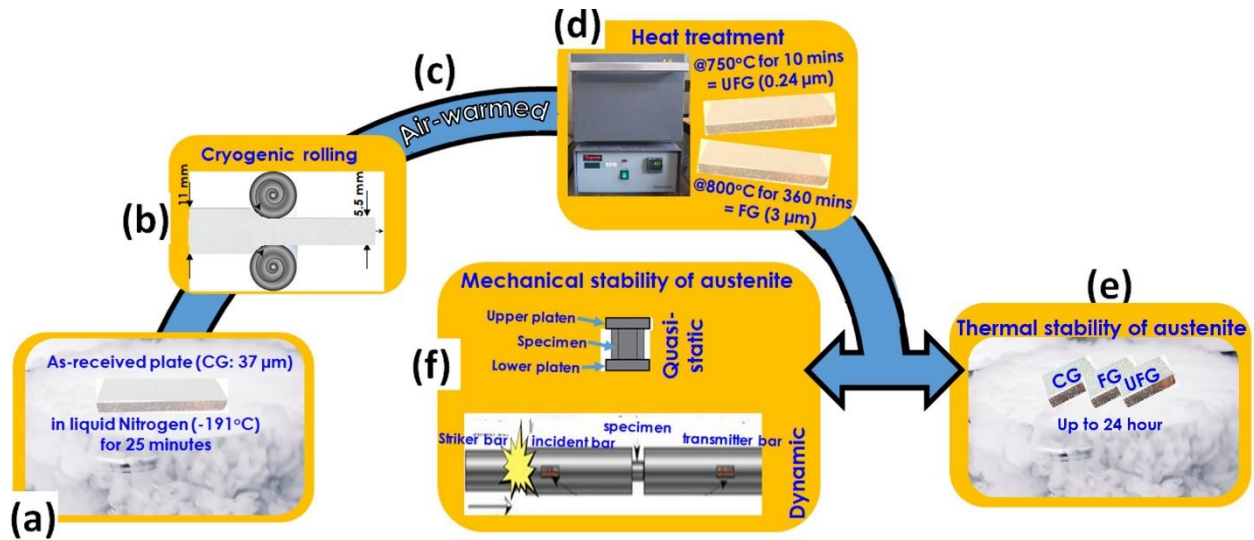 (a)
As-received plate (CG: 37 µm)
in liquid Nitrogen (-191°C)
for 25 minutes
(b)
Cryogenic rolling
11 mm
5.5 mm
(c)
Air-warmed
(d)
Heat treatment
@750°C for 10 mins
= UFG (0.24 µm)
@800°C for 360 mins
= FG (3 µm)
(e)
Thermal stability of austenite
CG
FG
UFG
Up to 24 hour
(f)
Mechanical stability of austenite
Upper platen
Specimen
Lower platen
Quasi-
static
specimen
Striker bar
incident bar
transmitter bar
Dynamic